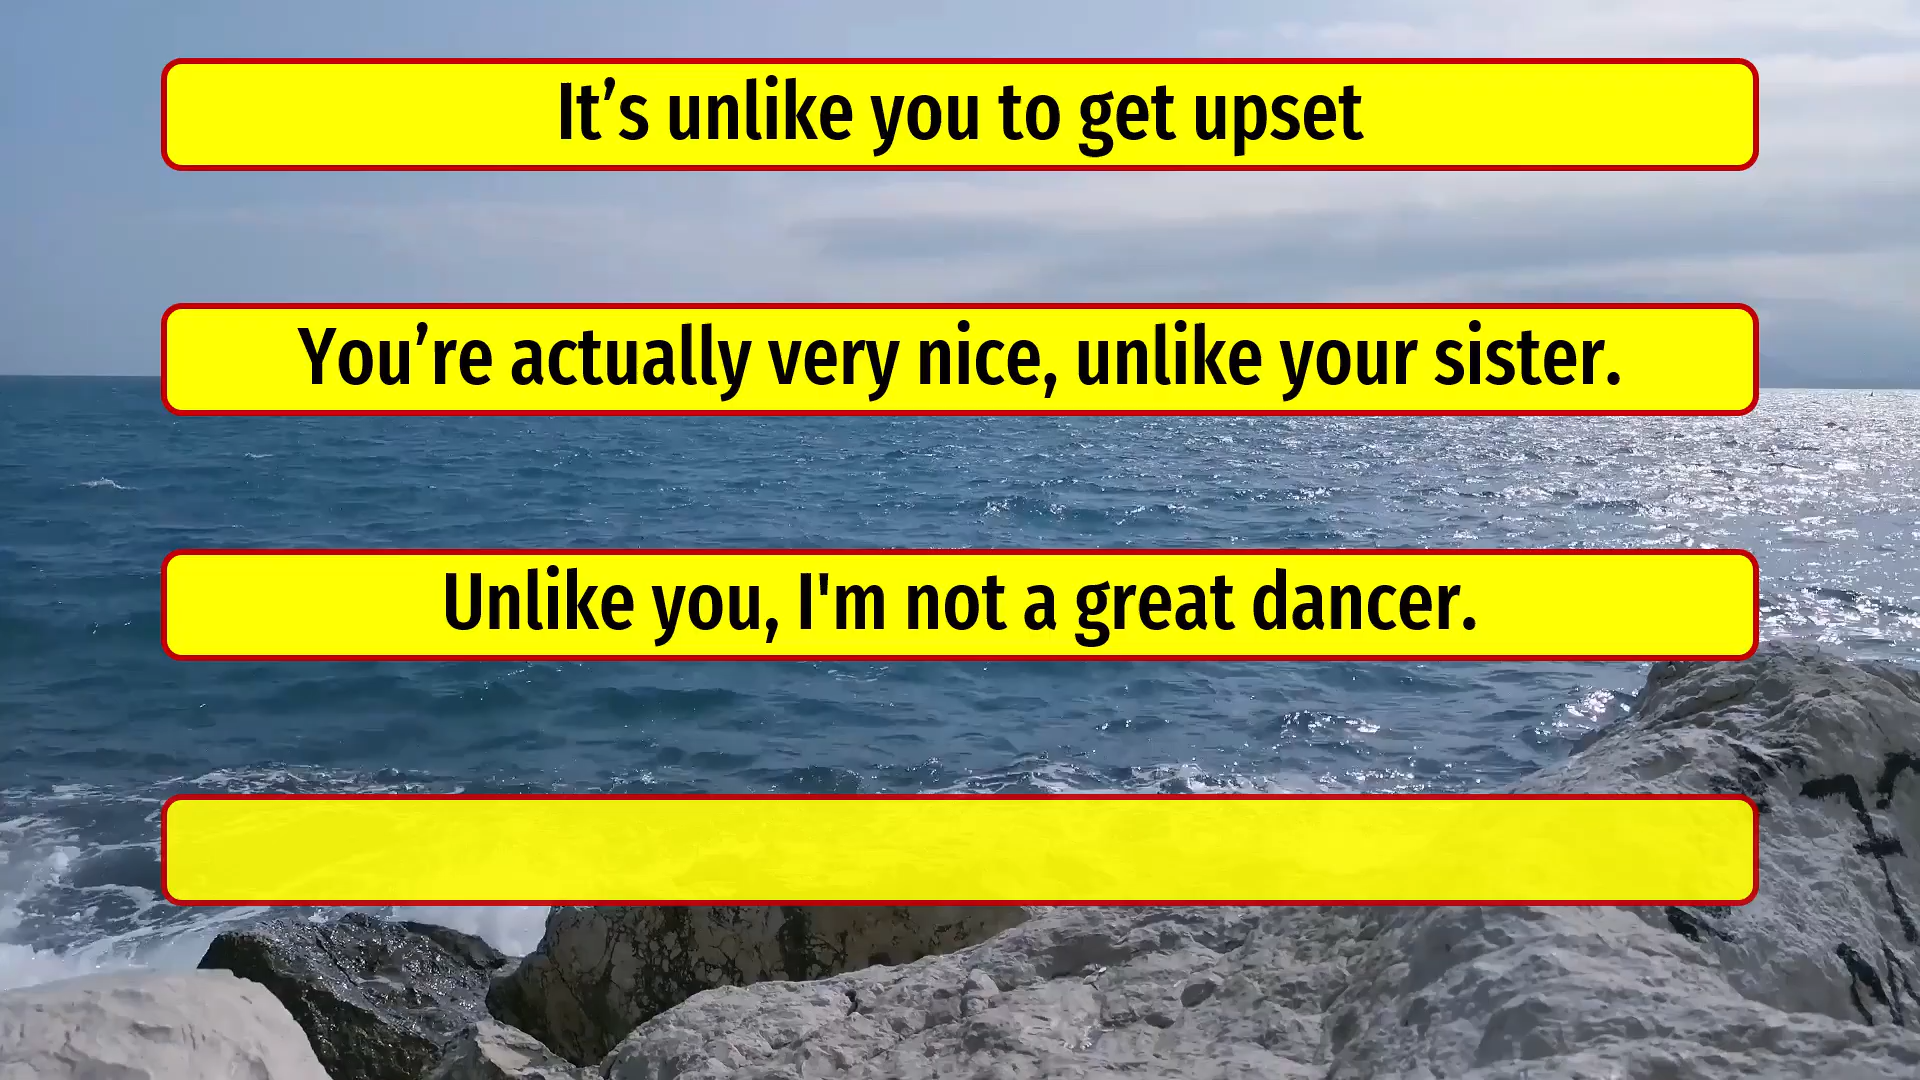 It’s unlike you to get upset
You’re actually very nice, unlike your sister.
Unlike you, I'm not a great dancer.